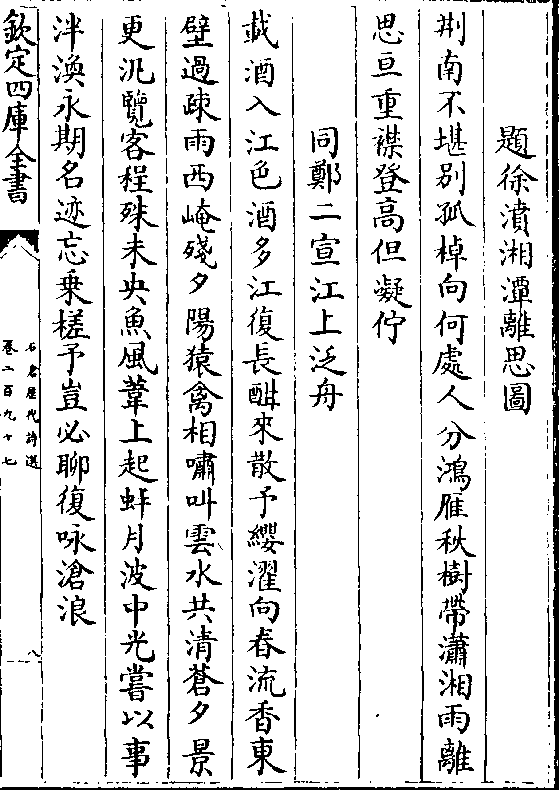 題徐濆湘潭離思圖
荆南不堪别孤棹向何處人分鴻雁秋樹帶瀟湘雨離
思亘重襟登高但凝佇
同鄭二宣江上泛舟
載酒入江色酒多江復長酣來散予纓濯向春流香東
壁過疎雨西崦殘夕陽猿禽相嘯叫雲水共清蒼夕景
更汎覽客程殊未央魚風葦上起蚌月波中光嘗以事
泮渙永期名迹忘乗槎予豈必聊復咏滄浪
欽定四庫全書
石倉歴代詩選
卷二百九十七
八